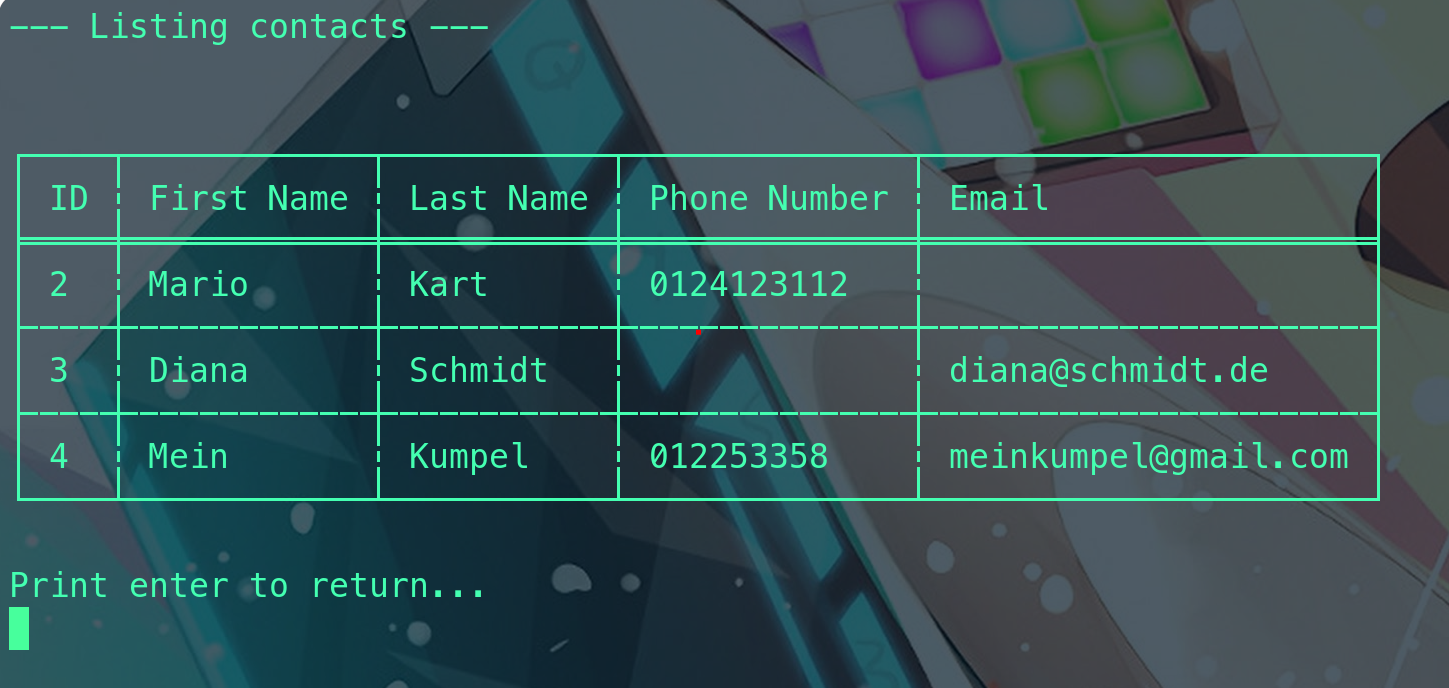 --- Listing contacts ---
ID First Name Last Name Phone Number Email
2 Mario Kart 0124123112
3 Diana Schmidt diana@schmidt.de
4 Mein Kumpel 012253358 meinkumpel@gmail.com
Print enter to return...